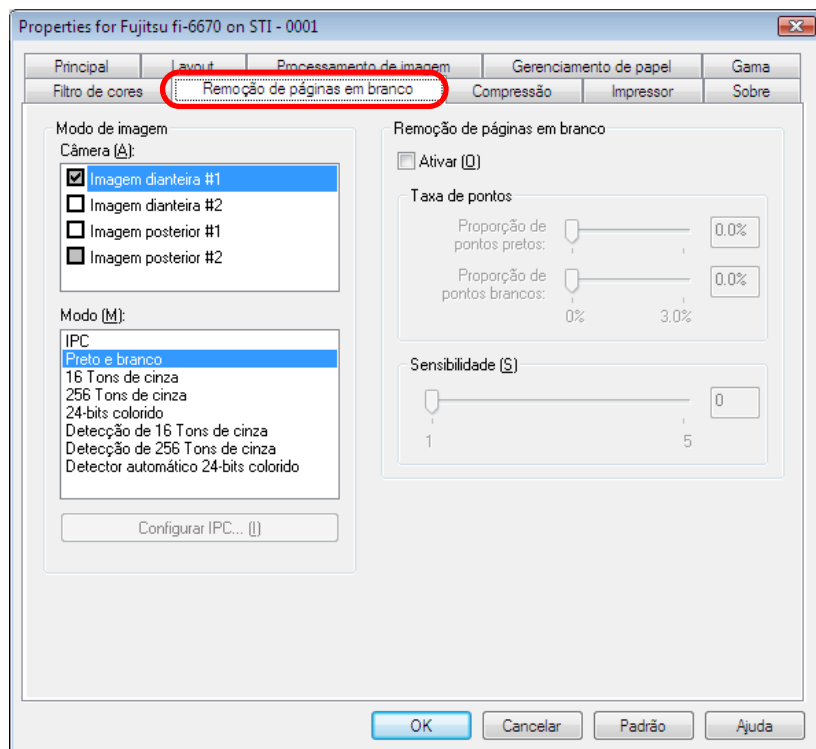 Properties for Fujitsu fi-6670 on STI - 0001
Principal
Layout
Processamento de imagem
Gerenciamento de papel
Gama
Filtro de cores
Remoção de páginas em branco
Compressão
Impressor
Sobre
Modo de imagem
Câmera (A):
Imagem dianteira #1
Imagem dianteira #2
Imagem posterior #1
Imagem posterior #2
Modo (M):
IPC
Preto e branco
16 Tons de cinza
256 Tons de cinza
24-bits colorido
Detecção de 16 Tons de cinza
Detecção de 256 Tons de cinza
Detector automático 24-bits colorido
Configurar IPC... (I)
Remoção de páginas em branco
Ativar (O)
Taxa de pontos
Proporção de
pontos pretos:
0.0%
Proporção de
pontos brancos:
0.0%
0%
3.0%
Sensibilidade (S)
0
1
5
OK
Cancelar
Padrão
Ajuda